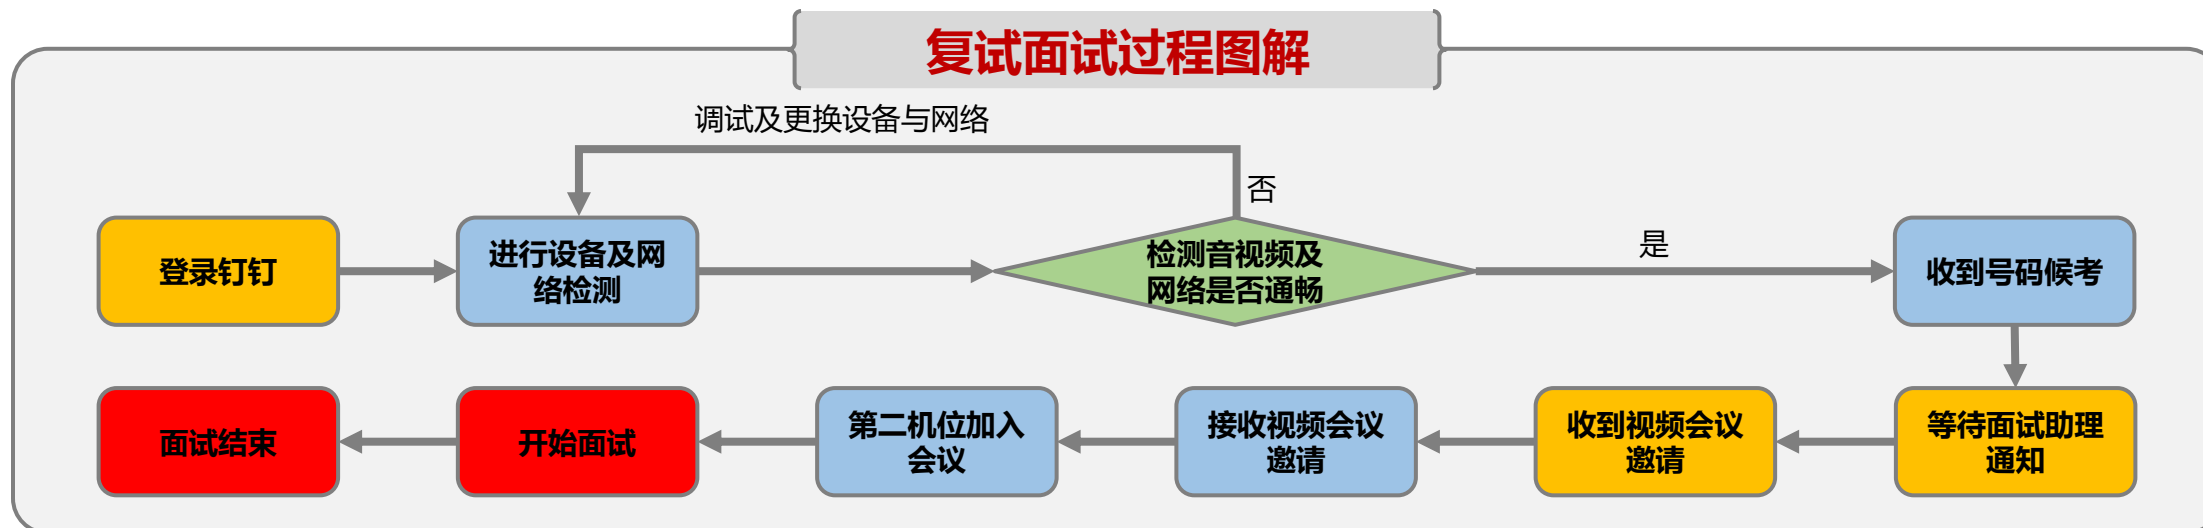 复试面试过程图解
调试及更换设备与网络
否
登录钉钉
进行设备及网
络检测
检测音视频及
网络是否通畅
是
收到号码候考
面试结束
开始面试
第二机位加入
会议
接收视频会议
邀请
收到视频会议
邀请
等待面试助理
通知